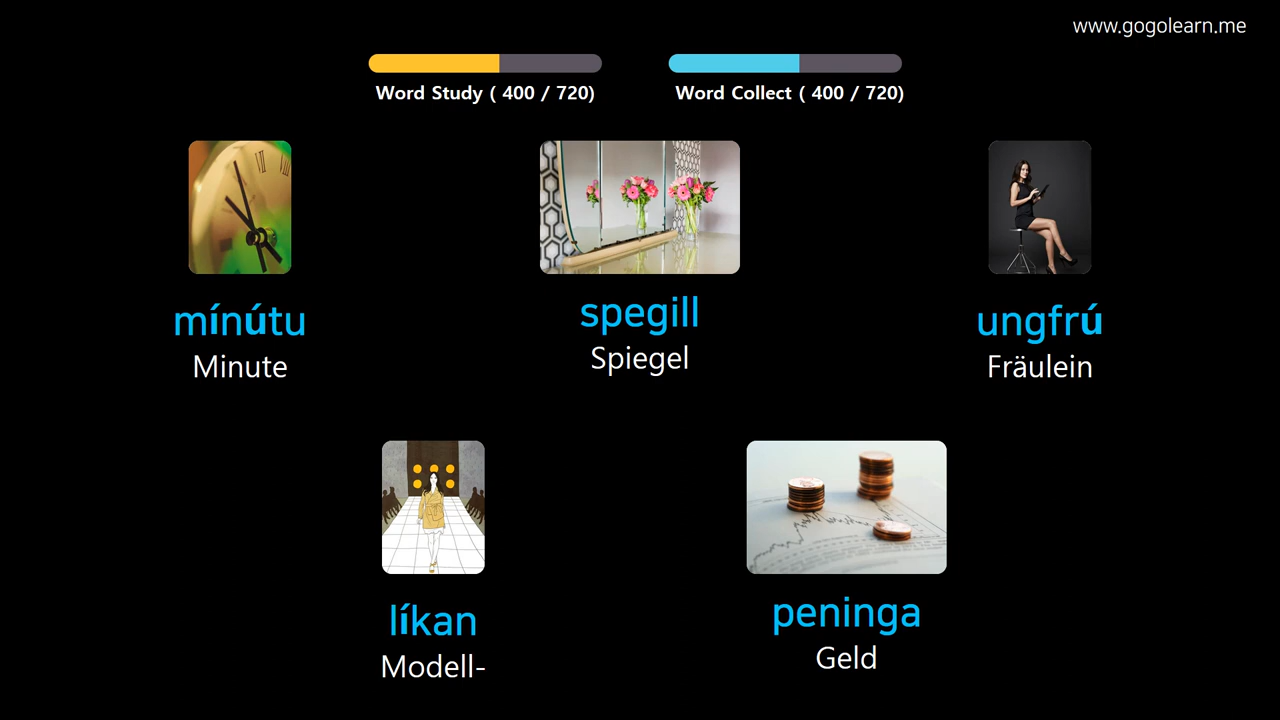 www.gogolearn.me
Word Study ( 400 / 720)
Word Collect ( 400 / 720)
mínútu
Minute
spegill
Spiegel
ungfrú
Fräulein
líkan
Modell-
peninga
Geld